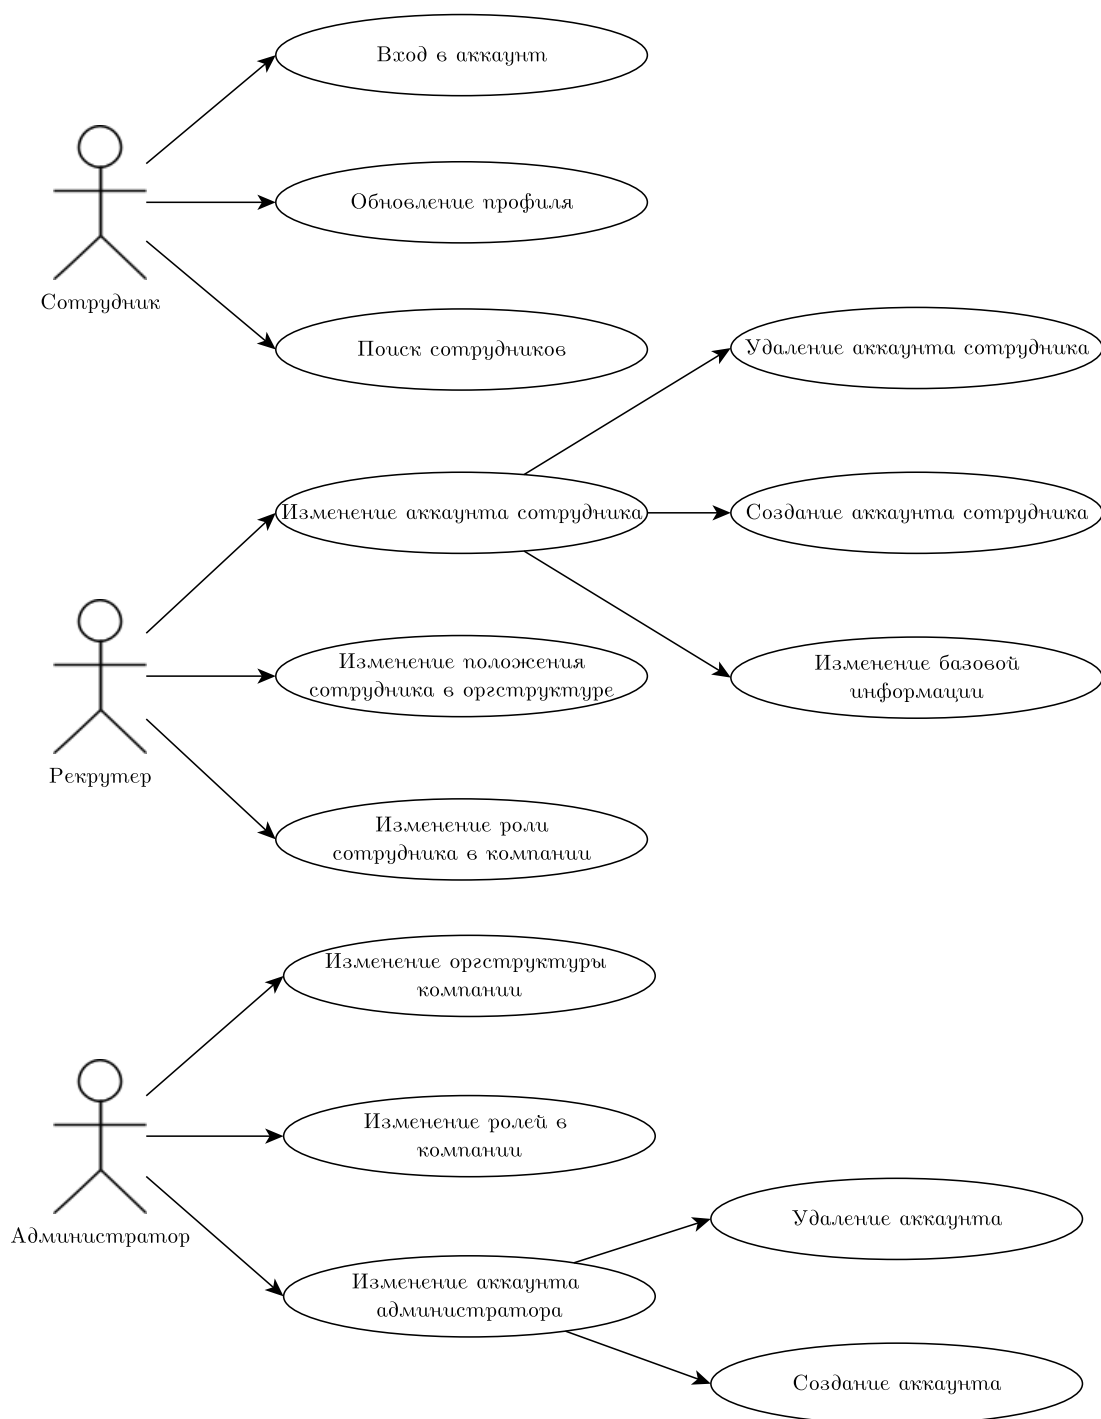 Вход в аккаунт
Обновление профиля
Сотрудник
Поиск сотрудников
Удаление аккаунта сотрудника
Изменение аккаунта сотрудника
Создание аккаунта сотрудника
Изменение положения
сотрудника в оргструктуре
Изменение базовой
информации
Рекрутер
Изменение роли
сотрудника в компании
Изменение оргструктуры
компании
Изменение ролей в
компании
Администратор
Удаление аккаунта
Изменение аккаунта
администратора
Создание аккаунта